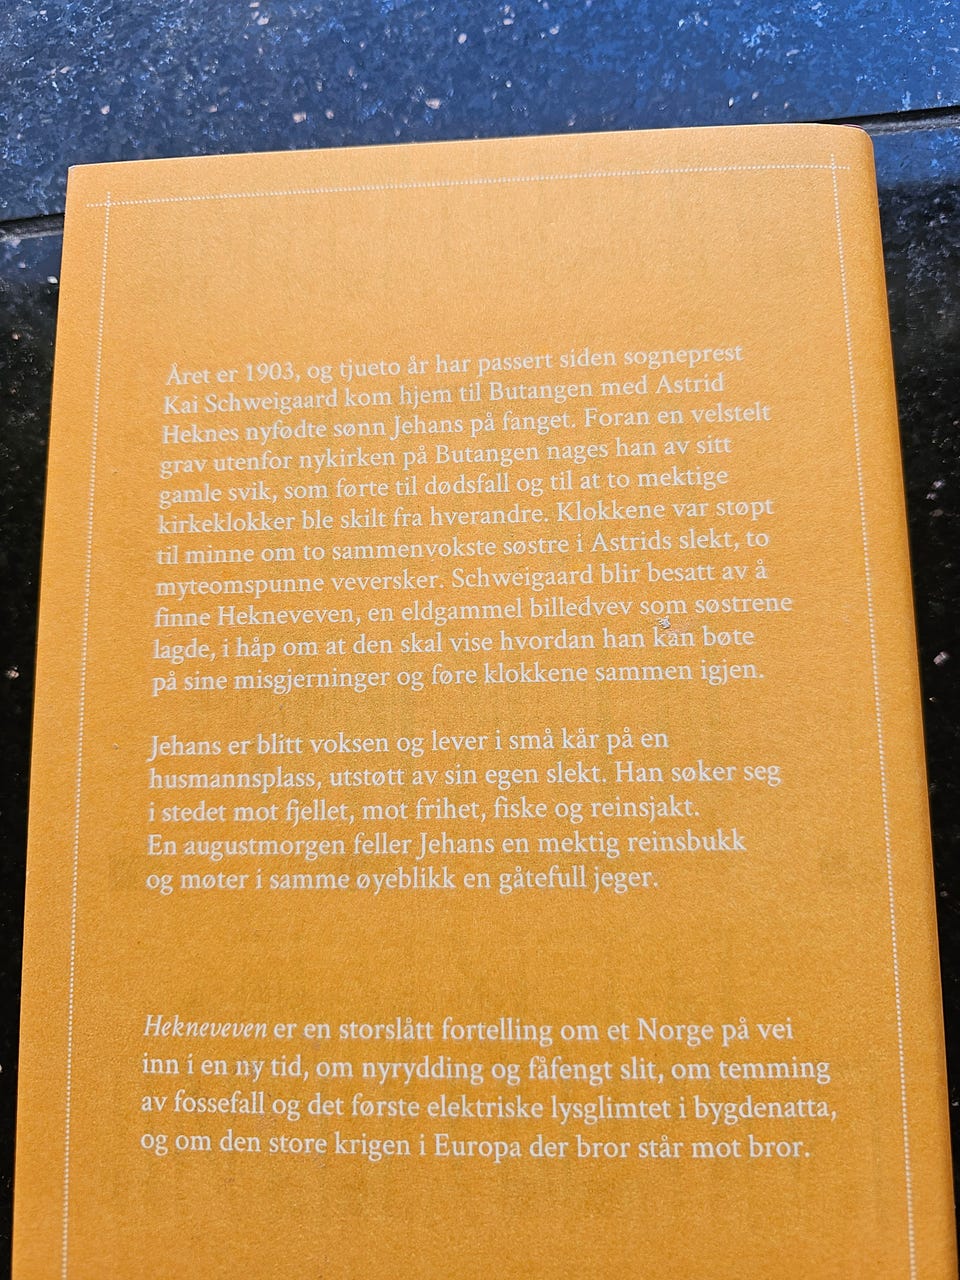 Året er 1903, og tjueto år har passert siden sogneprest
Kai Schweigaard kom hjem til Butangen med Astrid
Heknes nyfødte sønn Jehans på fanget. Foran en velstelt
grav utenfor nykirken på Butangen nages han av sitt
gamle svik, som førte til dødsfall og til at to mektige
kirkeklokker ble skilt fra hverandre. Klokkene var støpt
til minne om to sammenvokste søstre i Astrids slekt, to
myteomspunne veversker. Schweigaard blir besatt av å
finne Hekneveven, en eldgammel billedvev som søstrene
lagde, i håp om at den skal vise hvordan han kan bøte
på sine misgjerninger og føre klokkene sammen igjen.
Jehans er blitt voksen og lever i små kår på en
husmannsplass, utstøtt av sin egen slekt. Han søker seg
i stedet mot fjellet, mot frihet, fiske og reinsjakt.
En augustmorgen feller Jehans en mektig reinsbukk
og møter i samme øyeblikk en gåtefull jeger.
Hekneveven er en storslått fortelling om et Norge på vei
inn i en ny tid, om nyrydding og fåfengt slit, om temming
av fossefall og det første elektriske lysglimtet i bygdenatta,
og om den store krigen i Europa der bror står mot bror.